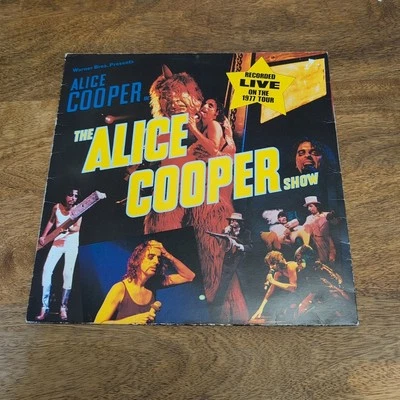 Warner Bros. Presents
ALICE
COOPER
THE
ALICE
COOPER
SHOW
RECORDED
LIVE
ON THE
1977 TOUR